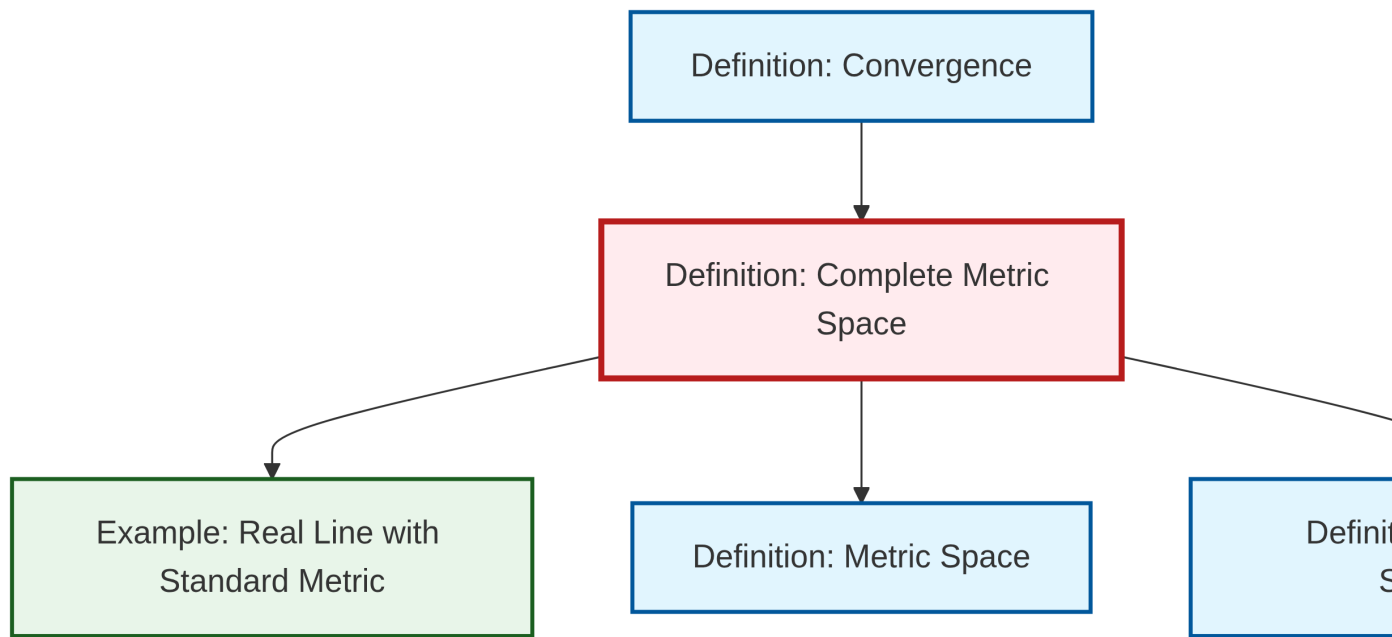 Definition: Convergence
Definition: Complete Metric
Space
Example: Real Line with
Standard Metric
Definition: Metric Space